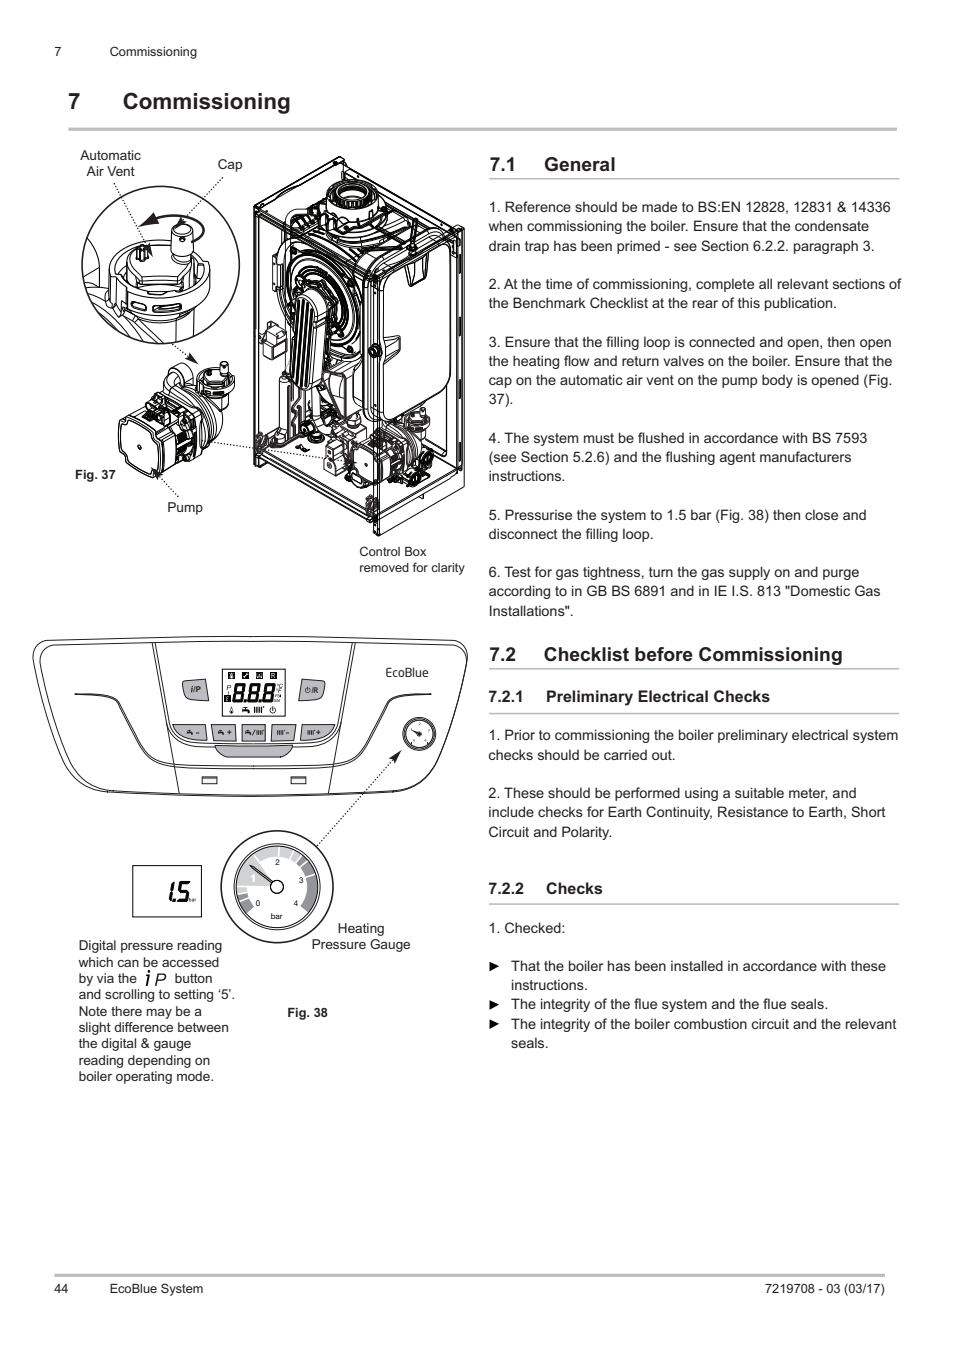 7 Commissioning
7 Commissioning
Automatic
Air Vent
Cap
Fig. 37
Pump
Control Box
removed for clarity
EcoBlue
i/P
8.8.8
R
/R
- + / - +
1.5 bar
0 1 2 3 4
bar
Heating
Pressure Gauge
Digital pressure reading
which can be accessed
by via the iP button
and scrolling to setting ‘5’.
Note there may be a
slight difference between
the digital & gauge
reading depending on
boiler operating mode.
Fig. 38
7.1 General
1. Reference should be made to BS:EN 12828, 12831 & 14336
when commissioning the boiler. Ensure that the condensate
drain trap has been primed - see Section 6.2.2. paragraph 3.
2. At the time of commissioning, complete all relevant sections of
the Benchmark Checklist at the rear of this publication.
3. Ensure that the filling loop is connected and open, then open
the heating flow and return valves on the boiler. Ensure that the
cap on the automatic air vent on the pump body is opened (Fig.
37).
4. The system must be flushed in accordance with BS 7593
(see Section 5.2.6) and the flushing agent manufacturers
instructions.
5. Pressurise the system to 1.5 bar (Fig. 38) then close and
disconnect the filling loop.
6. Test for gas tightness, turn the gas supply on and purge
according to in GB BS 6891 and in IE I.S. 813 "Domestic Gas
Installations".
7.2 Checklist before Commissioning
7.2.1 Preliminary Electrical Checks
1. Prior to commissioning the boiler preliminary electrical system
checks should be carried out.
2. These should be performed using a suitable meter, and
include checks for Earth Continuity, Resistance to Earth, Short
Circuit and Polarity.
7.2.2 Checks
1. Checked:
► That the boiler has been installed in accordance with these
instructions.
► The integrity of the flue system and the flue seals.
► The integrity of the boiler combustion circuit and the relevant
seals.
44 EcoBlue System 7219708 - 03 (03/17)